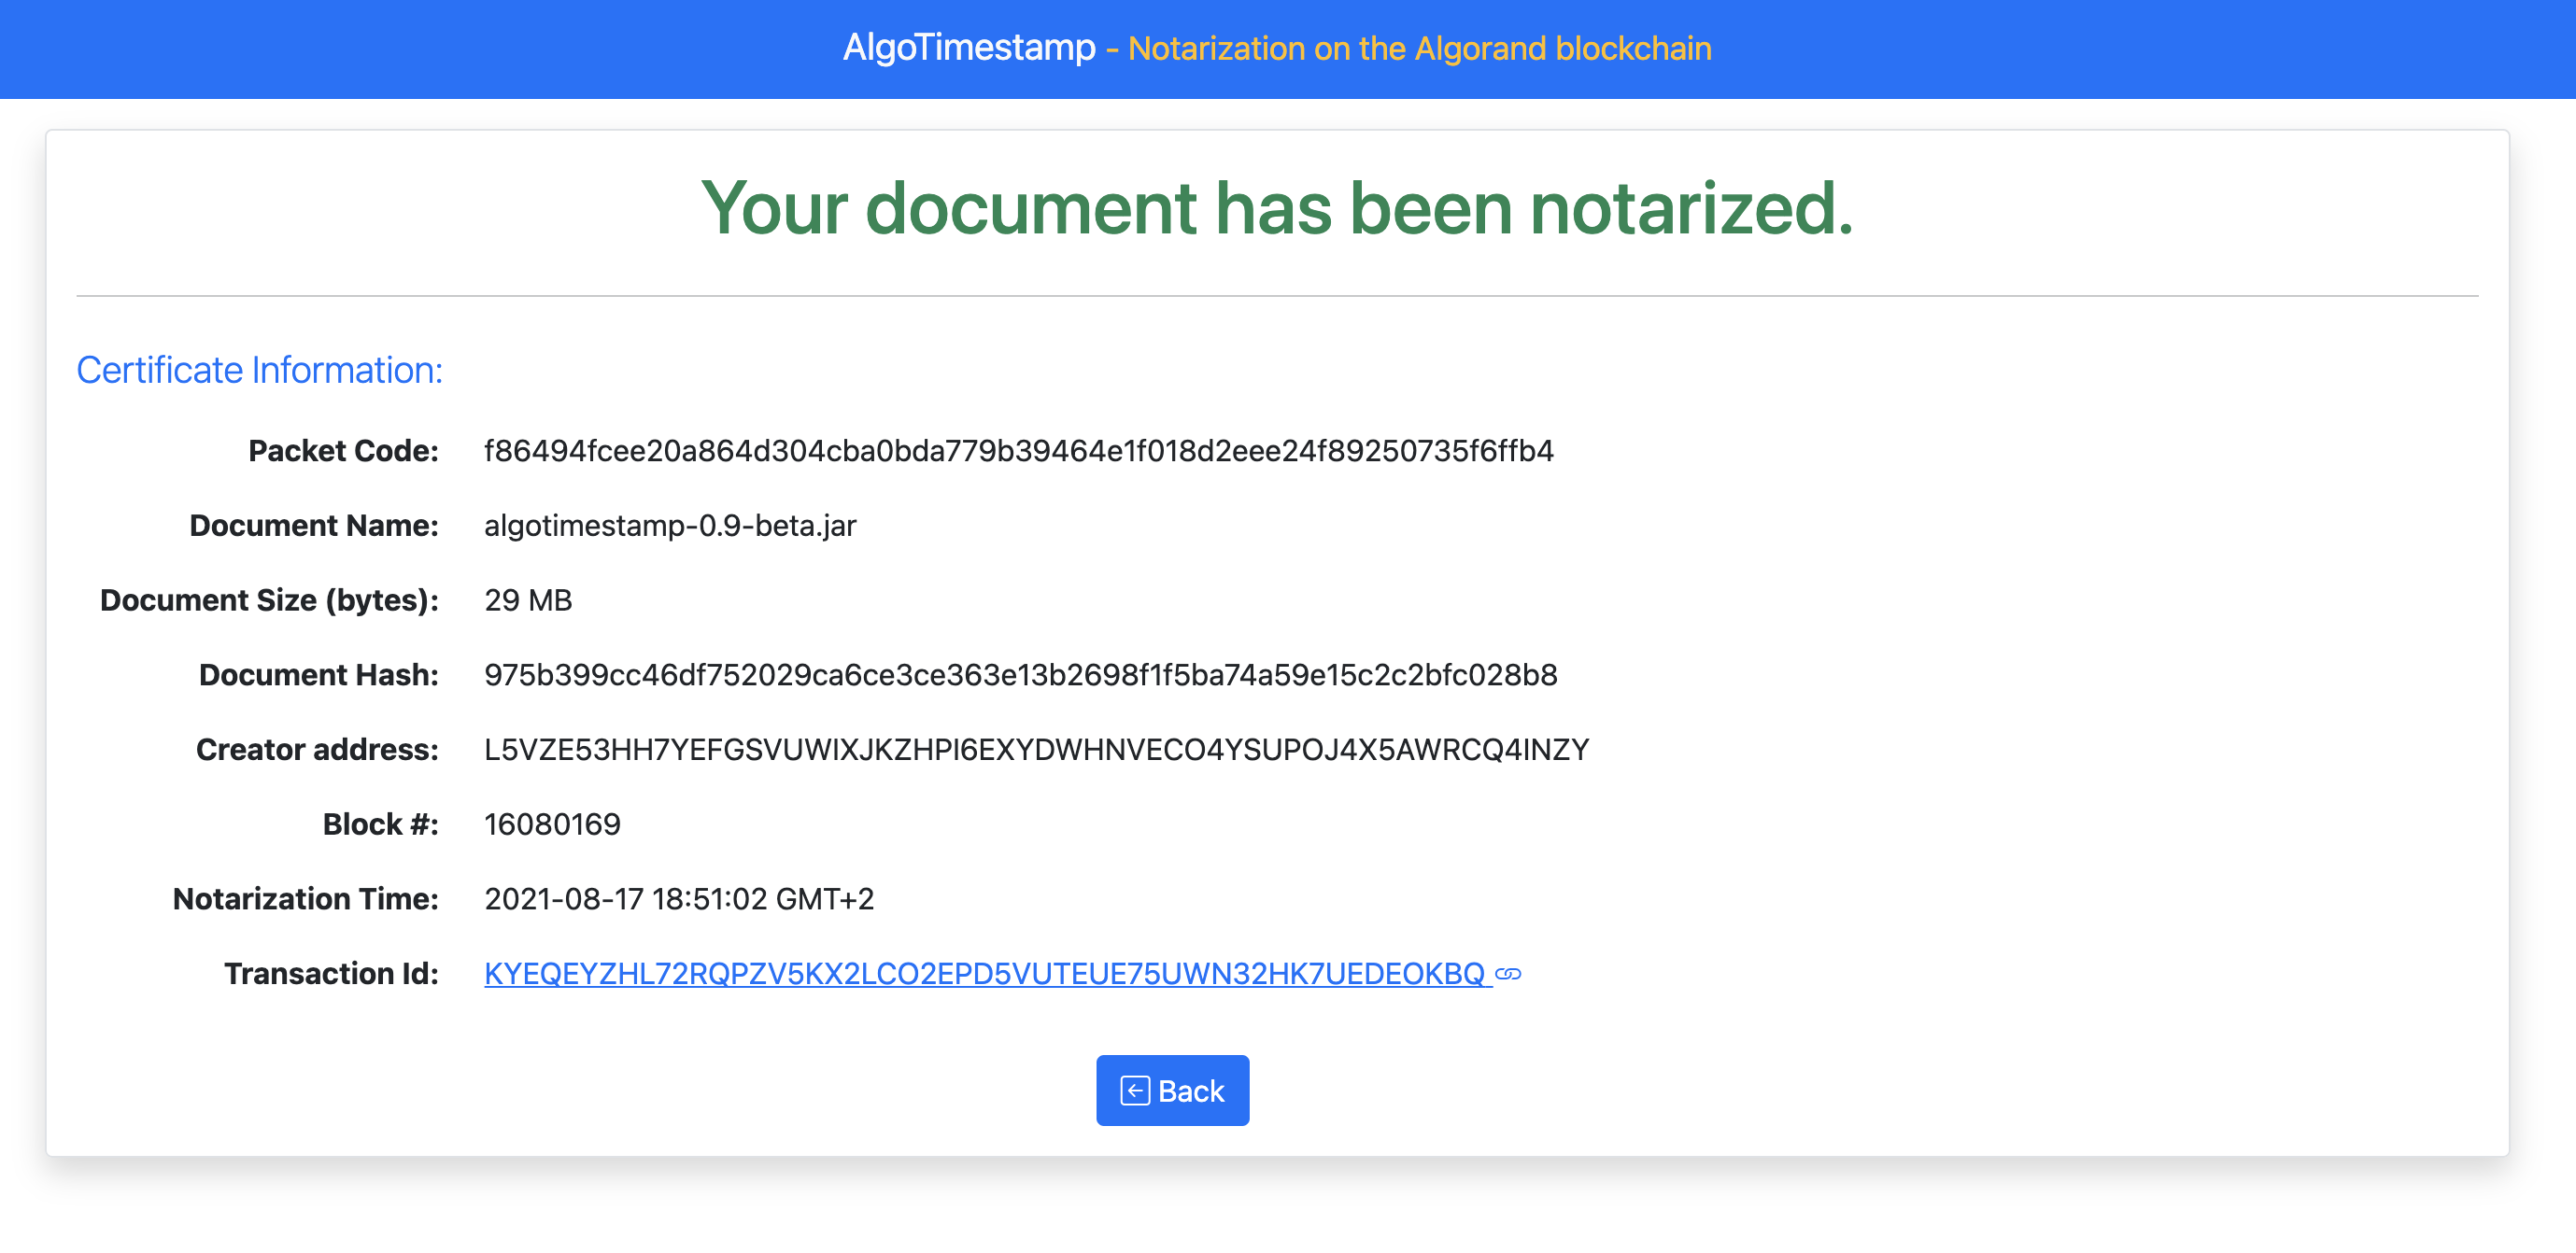 AlgoTimestamp - Notarization on the Algorand blockchain
Your document has been notarized.
Certificate Information:
Packet Code: f86494fcee20a864d304cba0bda779b39464e1f018d2eee24f89250735f6ffb4
Document Name: algotimestamp-0.9-beta.jar
Document Size (bytes): 29 MB
Document Hash: 975b399cc46df752029ca6ce3ce363e13b2698f1f5ba74a59e15c2c2bfc028b8
Creator address: L5VZE53HH7YEFGSVUWIXJKZHPI6EXYDWHNVECO4YSUPOJ4X5AWRCQ4INZY
Block #: 16080169
Notarization Time: 2021-08-17 18:51:02 GMT+2
Transaction Id: KYEQEYZHL72RQPZV5KX2LCO2EPD5VUTEUE75UWN32HK7UEDEOKBQ
Back